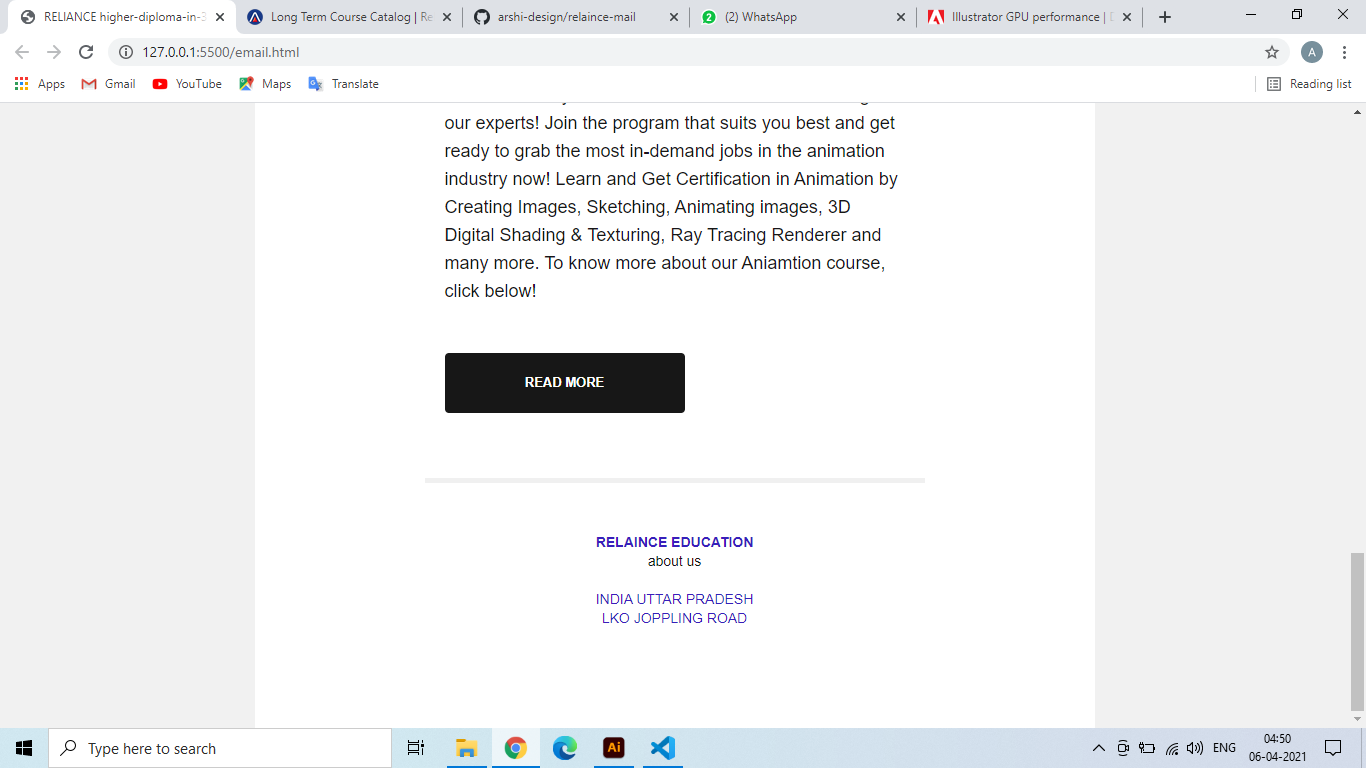 RELIANCE higher-diploma-in-3
Long Term Course Catalog | Re
arshi-design/relaince-mail
(2) WhatsApp
Illustrator GPU performance | D
127.0.0.1:5500/email.html
A
Apps
Gmail
YouTube
Maps
Translate
Reading list
our experts! Join the program that suits you best and get
ready to grab the most in-demand jobs in the animation
industry now! Learn and Get Certification in Animation by
Creating Images, Sketching, Animating images, 3D
Digital Shading & Texturing, Ray Tracing Renderer and
many more. To know more about our Aniamtion course,
click below!
READ MORE
RELAINCE EDUCATION
about us
INDIA UTTAR PRADESH
LKO JOPPLING ROAD
Type here to search
Ai
ENG
04:50
06-04-2021